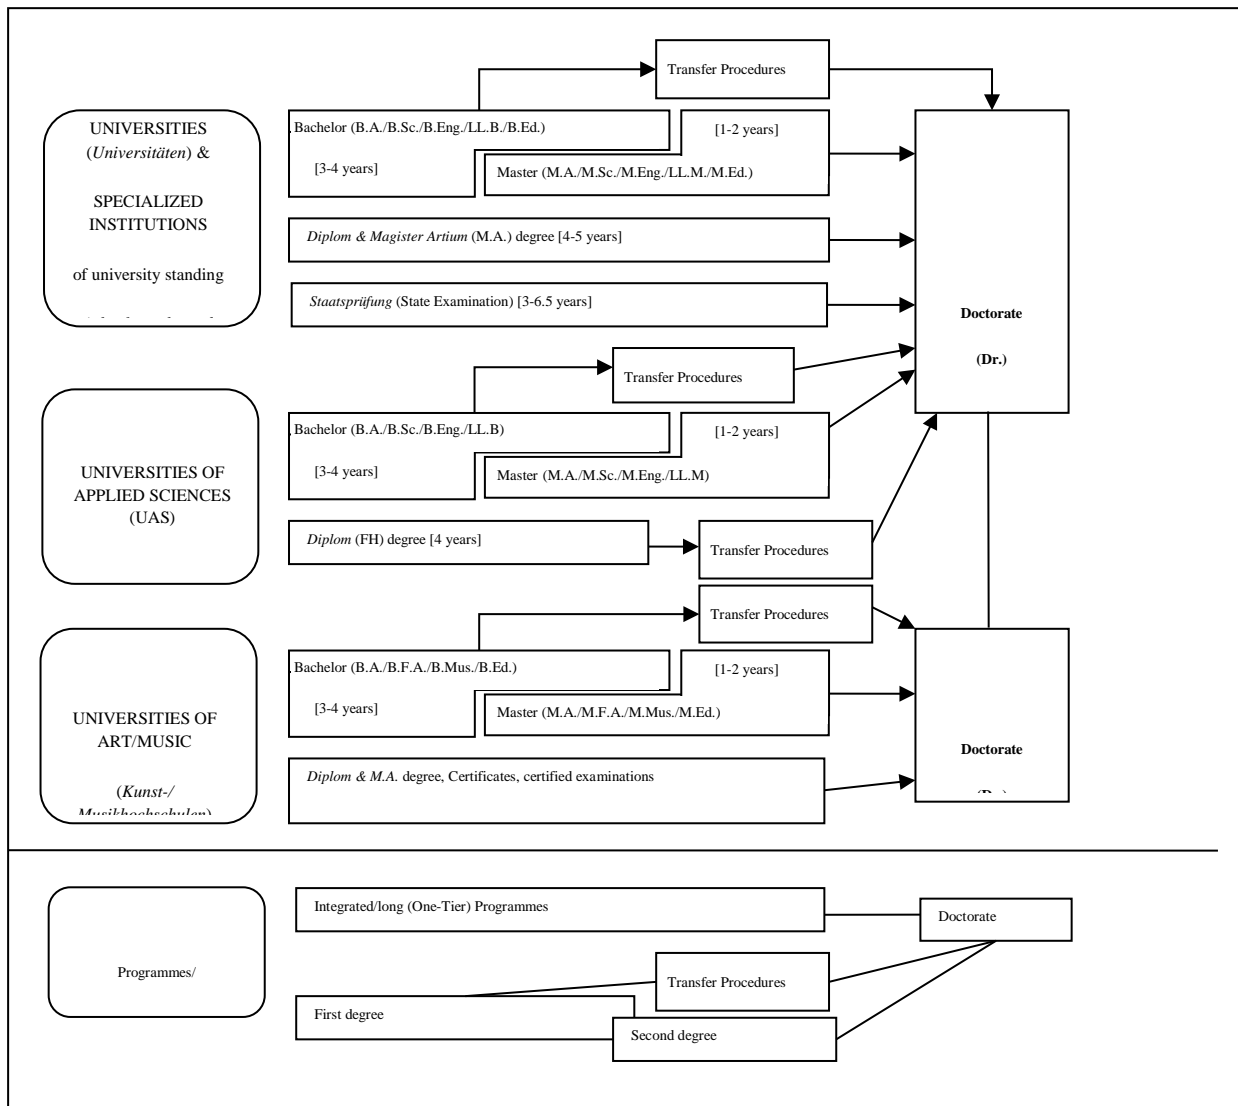 Transfer Procedures
UNIVERSITIES
(Universitäten) &
SPECIALIZED
INSTITUTIONS
of university standing
Bachelor (B.A./B.Sc./B.Eng./LL.B./B.Ed.)
[3-4 years]
[1-2 years]
Master (M.A./M.Sc./M.Eng./LL.M./M.Ed.)
Diplom & Magister Artium (M.A.) degree [4-5 years]
Staatsprüfung (State Examination) [3-6.5 years]
Doctorate
(Dr.)
Transfer Procedures
UNIVERSITIES OF
APPLIED SCIENCES
(UAS)
Bachelor (B.A./B.Sc./B.Eng./LL.B)
[3-4 years]
[1-2 years]
Master (M.A./M.Sc./M.Eng./LL.M)
Diplom (FH) degree [4 years]
Transfer Procedures
Transfer Procedures
UNIVERSITIES OF
ART/MUSIC
(Kunst-/
Musikhochschulen)
Bachelor (B.A./B.F.A./B.Mus./B.Ed.)
[3-4 years]
[1-2 years]
Master (M.A./M.F.A./M.Mus./M.Ed.)
Diplom & M.A. degree, Certificates, certified examinations
Doctorate
Programmes/
Integrated/long (One-Tier) Programmes
Doctorate
Transfer Procedures
First degree
Second degree